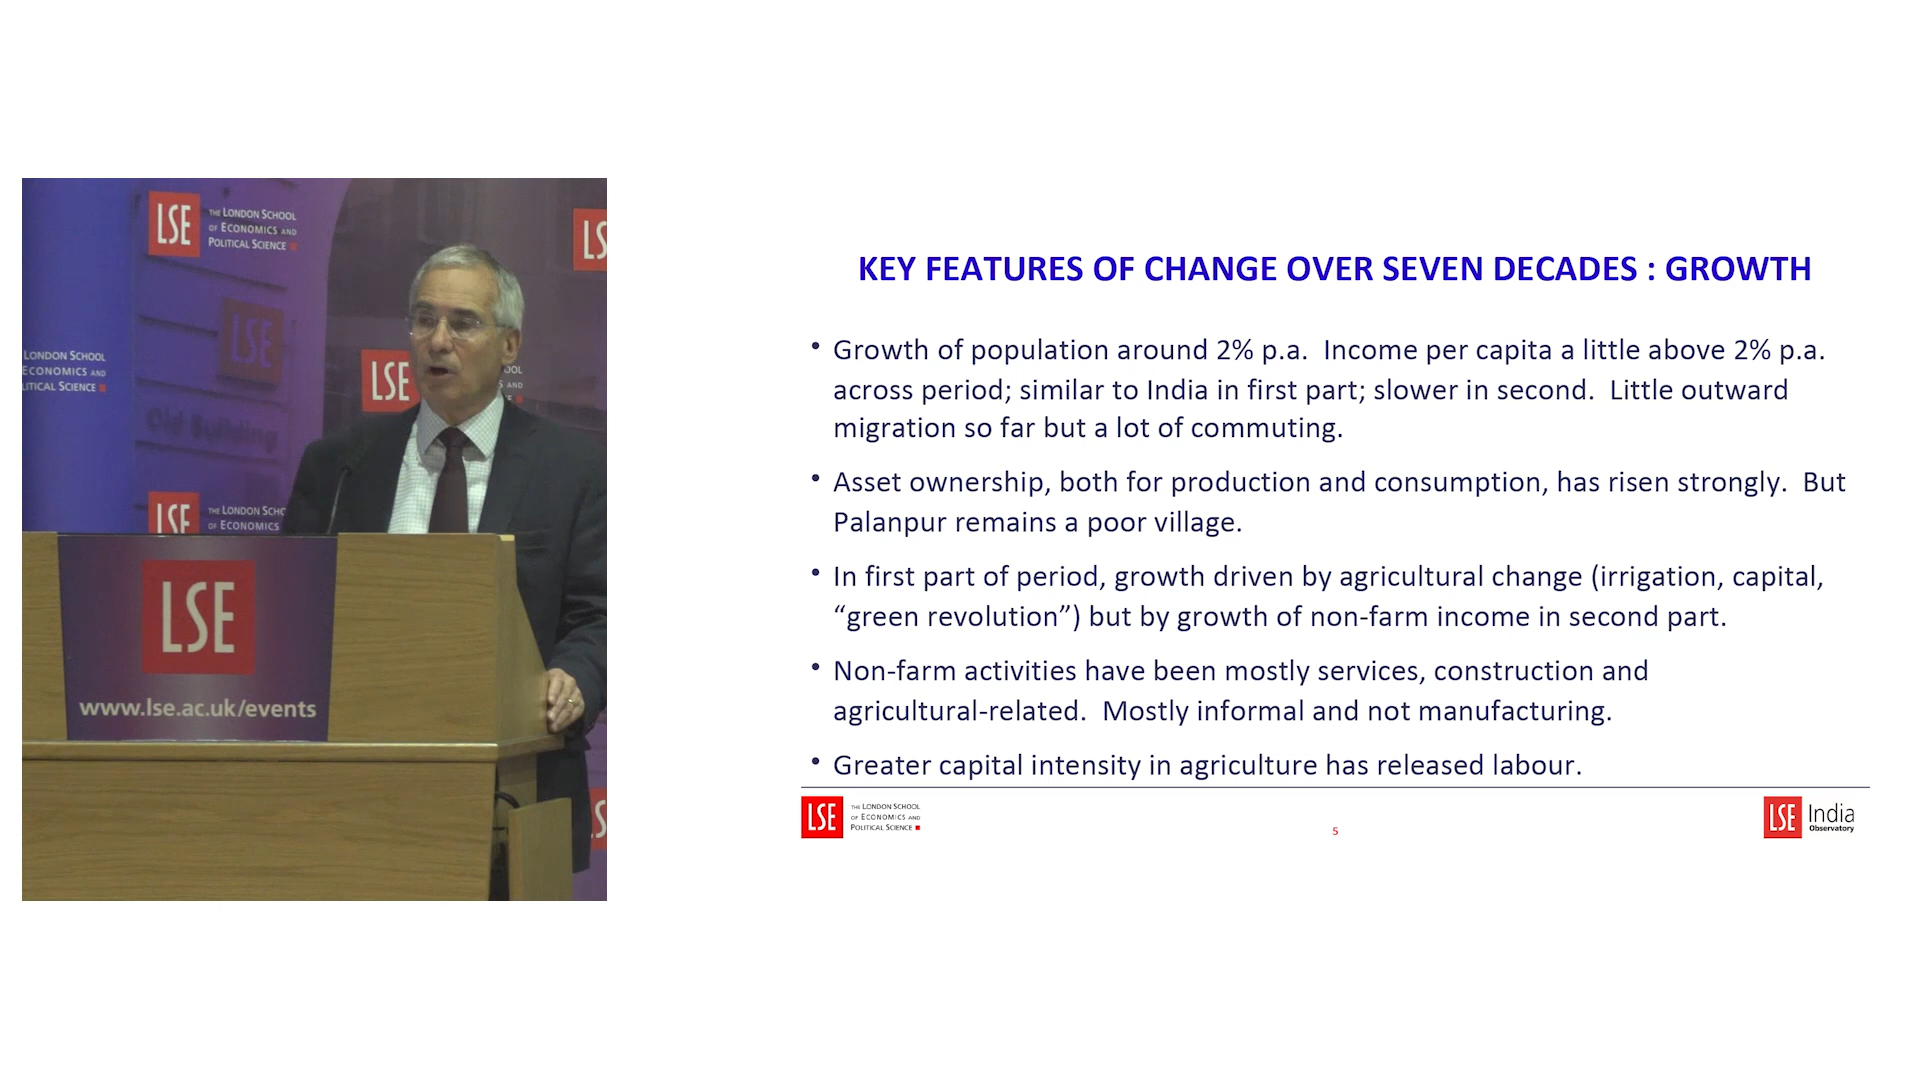 LSE
THE LONDON SCHOOL
OF ECONOMICS AND
POLITICAL SCIENCE
LS
LSE
LONDON SCHOOL
ECONOMICS AND
LITICAL SCIENCE
LSE
OOL
S AND
E
Old Building
LSE
THE LONDON SCHO
OF ECONOMICS
LSE
www.lse.ac.uk/events
KEY FEATURES OF CHANGE OVER SEVEN DECADES : GROWTH
• Growth of population around 2% p.a. Income per capita a little above 2% p.a.
across period; similar to India in first part; slower in second. Little outward
migration so far but a lot of commuting.
• Asset ownership, both for production and consumption, has risen strongly. But
Palanpur remains a poor village.
• In first part of period, growth driven by agricultural change (irrigation, capital,
“green revolution”) but by growth of non-farm income in second part.
• Non-farm activities have been mostly services, construction and
agricultural-related. Mostly informal and not manufacturing.
• Greater capital intensity in agriculture has released labour.
LSE
THE LONDON SCHOOL
OF ECONOMICS AND
POLITICAL SCIENCE
5
LSE India
Observatory